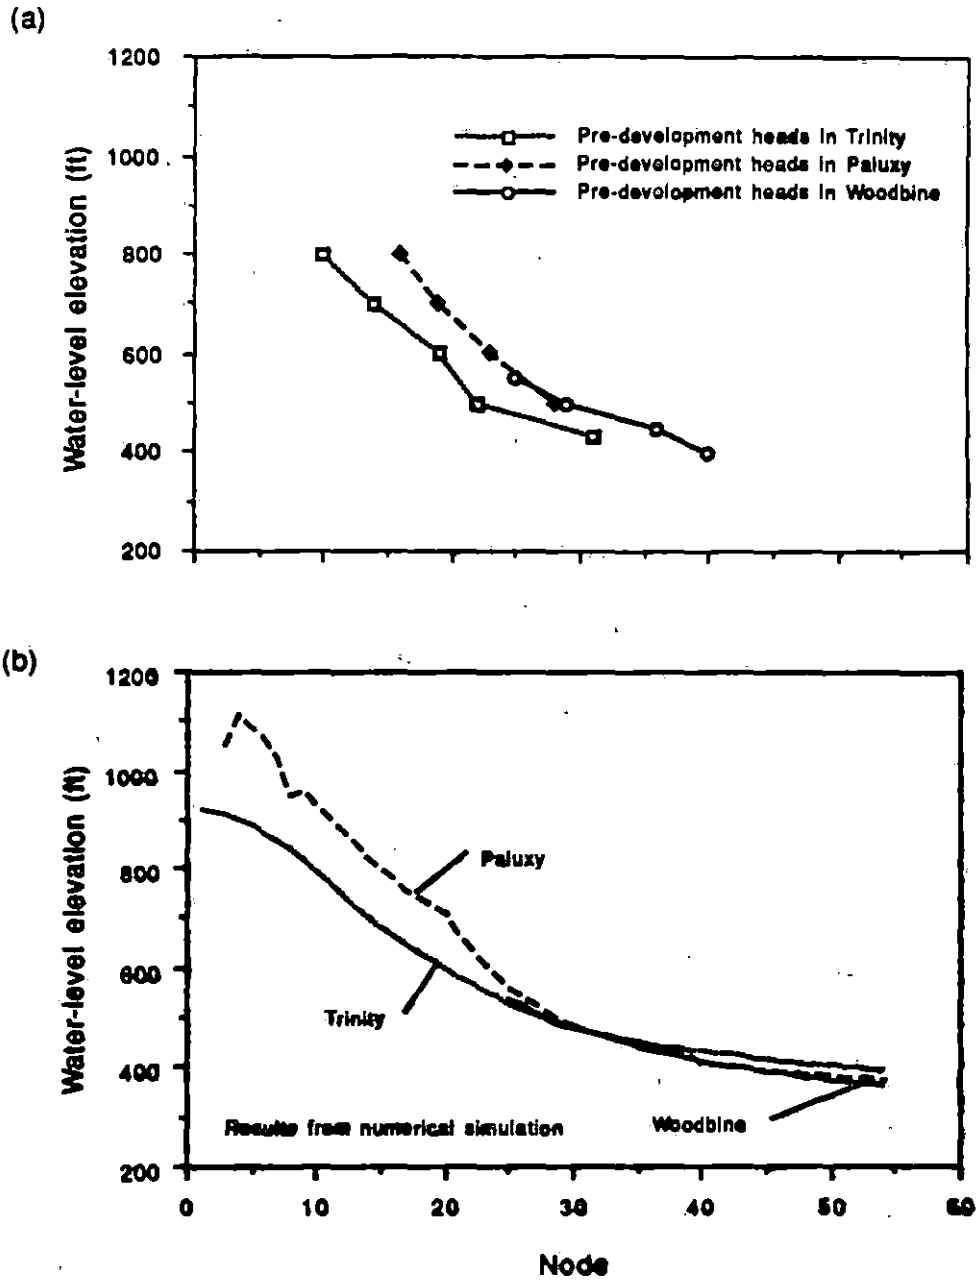 (a)
1200
1000
800
600
400
200
Water-level elevation (ft)
Pre-development heads in Trinity
Pre-development heads in Paluxy
Pre-development heads in Woodbine
(b)
1200
1000
800
600
400
200
Water-level elevation (ft)
Paluxy
Trinity
Woodbine
Results from numerical simulation
0 10 20 30 40 50 60
Node